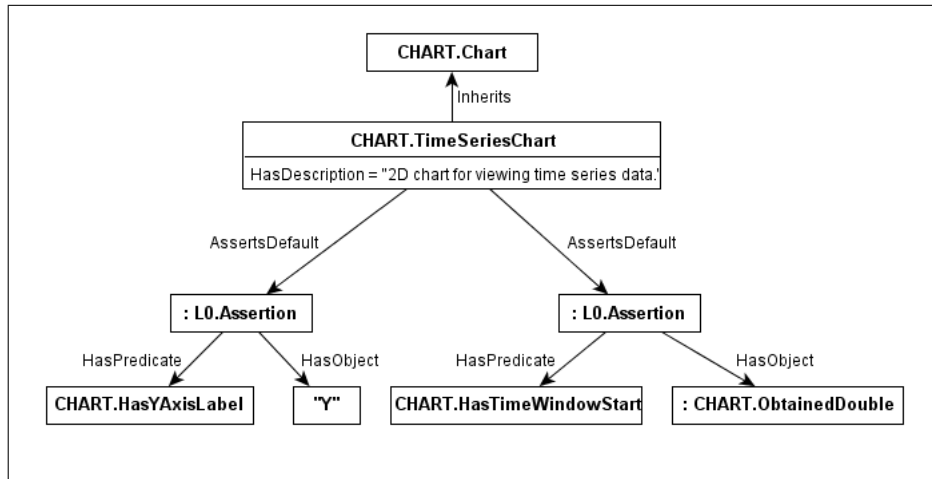 CHART.Chart
Inherits
CHART.TimeSeriesChart
HasDescription = "2D chart for viewing time series data."
AssertsDefault
AssertsDefault
: L0.Assertion
: L0.Assertion
HasPredicate
HasObject
HasPredicate
HasObject
CHART.HasYAxisLabel
"Y"
CHART.HasTimeWindowStart
: CHART.ObtainedDouble